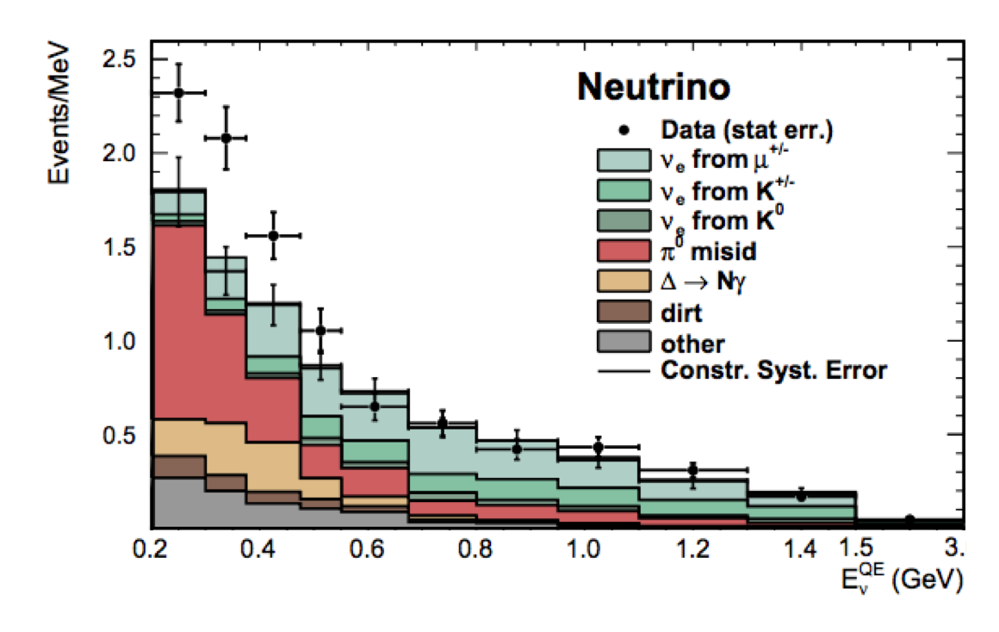 Events/MeV
2.5
2.0
1.5
1.0
0.5
Neutrino
Data (stat err.)
νe from μ+/-
νe from K+/-
νe from K0
π0 misid
Δ → Nγ
dirt
other
Constr. Syst. Error
0.2 0.4 0.6 0.8 1.0 1.2 1.4 1.5 3.
EνQE (GeV)